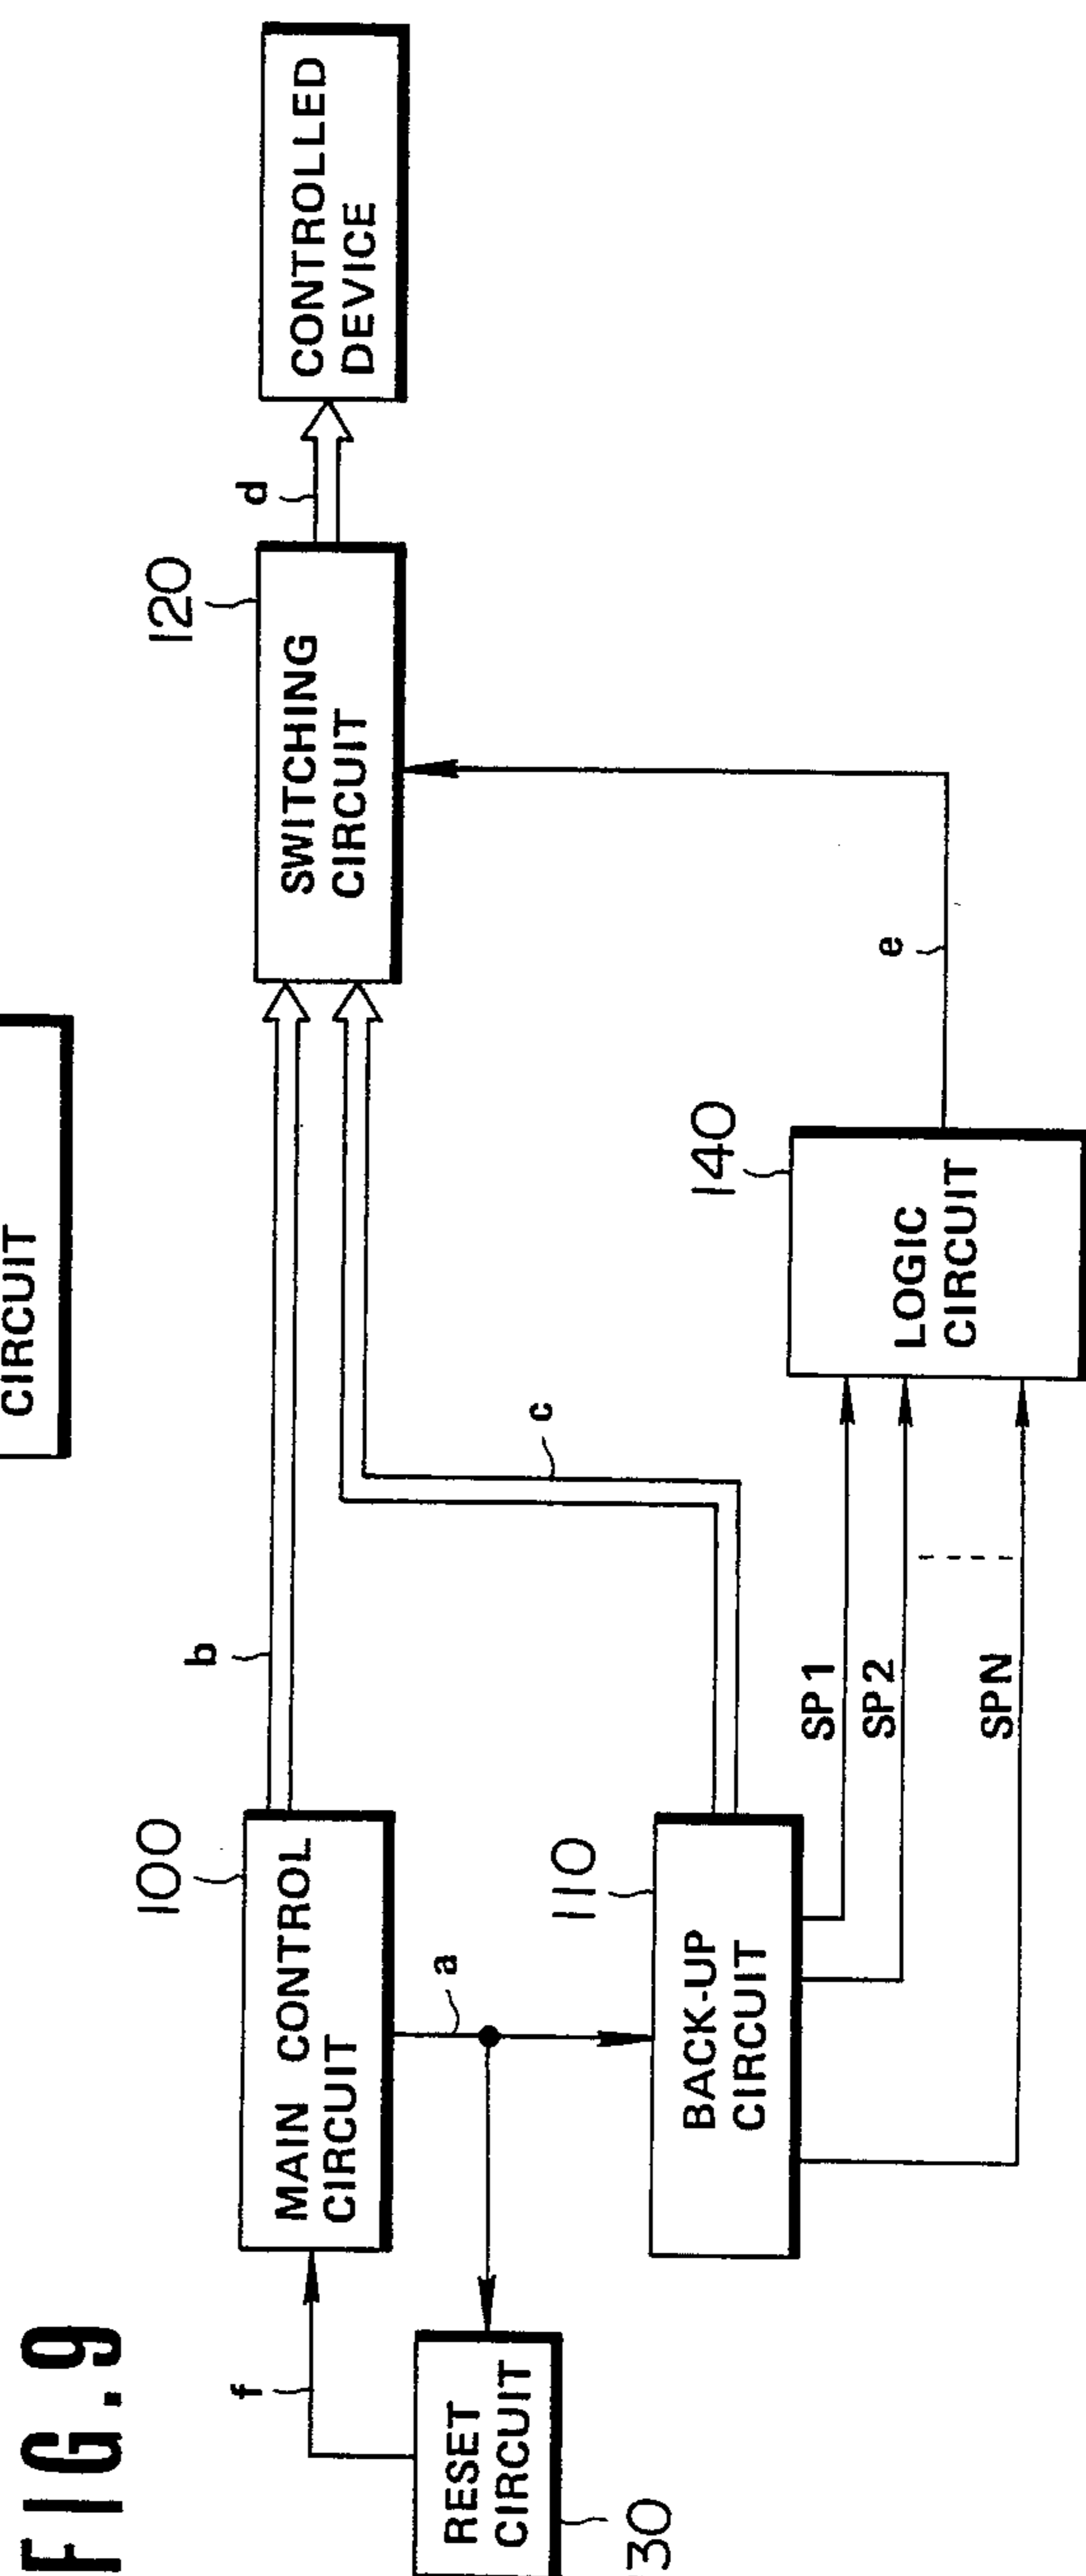 FIG.9
CIRCUIT
f
RESET
CIRCUIT
30
100
MAIN CONTROL
CIRCUIT
a
b
110
BACK-UP
CIRCUIT
c
SP1
SP2
SPN
140
LOGIC
CIRCUIT
e
120
SWITCHING
CIRCUIT
d
CONTROLLED
DEVICE